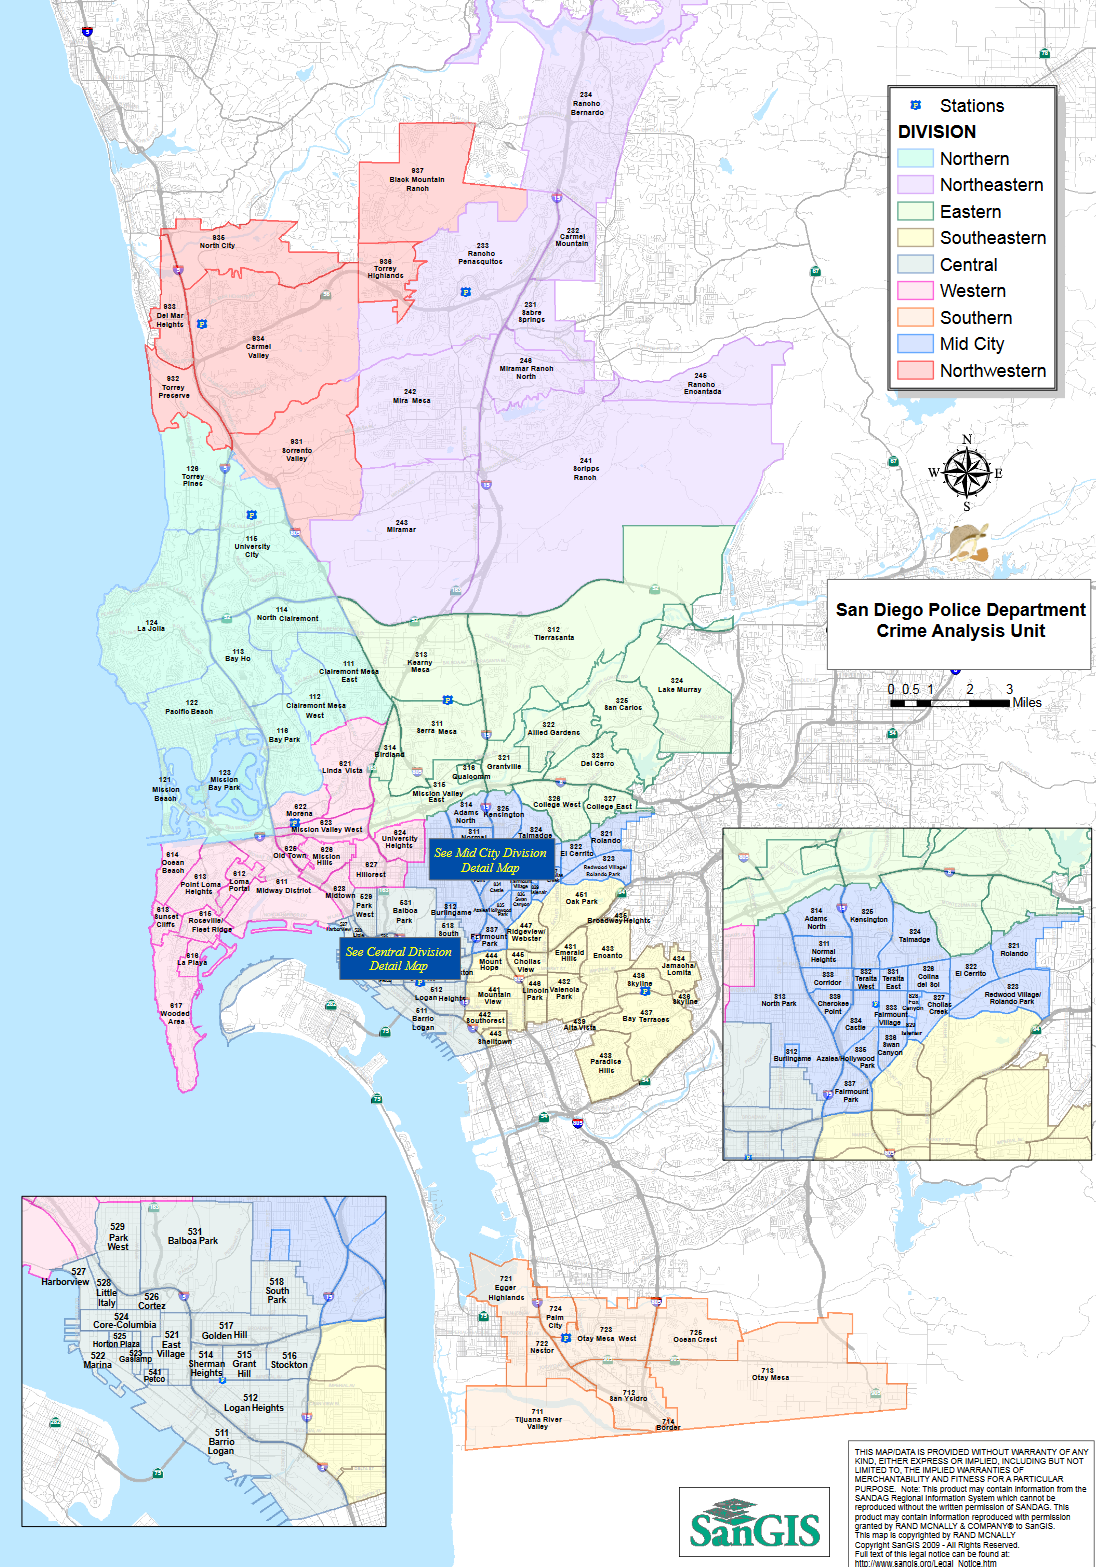 Stations
DIVISION
Northern
Northeastern
Eastern
Southeastern
Central
Western
Southern
Mid City
Northwestern
N
W E
S
San Diego Police Department
Crime Analysis Unit
0 0.5 1 2 3
Miles
234
Rancho
Bernardo
937
Black Mountain
Ranch
232
Carmel
Mountain
233
Rancho
Penasquitos
935
North City
936
Torrey
Highlands
231
Sabre
Springs
933
Del Mar
Heights
934
Carmel
Valley
246
Miramar Ranch
North
245
Rancho
Encantada
932
Torrey
Preserve
242
Mira Mesa
931
Sorrento
Valley
241
Scripps
Ranch
126
Torrey
Pines
243
Miramar
115
University
City
114
North Clairemont
124
La Jolla
312
Tierrasanta
113
Bay Ho
313
Kearny
Mesa
111
Clairemont Mesa
East
324
Lake Murray
112
Clairemont Mesa
West
122
Pacific Beach
325
San Carlos
116
Bay Park
311
Serra Mesa
322
Allied Gardens
314
Birdland
321
Grantville
323
Del Cerro
621
Linda Vista
316
Qualcomm
123
Mission
Bay Park
121
Mission
Beach
315
Mission Valley
East
326
College West
327
College East
622
Morena
623
Mission Valley West
814
Adams
North
825
Kensington
624
University
Heights
811
Normal
824
Talmadge
821
Rolando
822
El Cerrito
823
Redwood Village/
Rolando Park
See Mid City Division
Detail Map
614
Ocean
Beach
625
Old Town
626
Mission
Hills
627
Hillcrest
613
Point Loma
Heights
612
Loma
Portal
611
Midway District
628
Midtown
529
Park
West
531
Balboa
Park
812
Burlingame
451
Oak Park
618
Sunset
Cliffs
615
Roseville/
Fleet Ridge
518
South
837
Fairmount
Park
447
Ridgeview/
Webster
435
Broadway Heights
616
La Playa
See Central Division
Detail Map
444
Mount
Hope
445
Chollas
View
431
Emerald
Hills
433
Encanto
434
Jamacha/
Lomita
617
Wooded
Area
512
Logan Heights
441
Mountain
View
446
Lincoln
Park
432
Valencia
Park
436
Skyline
438
Skyline
511
Barrio
Logan
442
Southcrest
443
Shelltown
439
Alta Vista
437
Bay Terraces
438
Paradise
Hills
814
Adams
North
825
Kensington
824
Talmadge
811
Normal
Heights
821
Rolando
822
El Cerrito
838
Corridor
832
Teralta
West
831
Teralta
East
826
Colina
del Sol
823
Redwood Village/
Rolando Park
813
North Park
839
Cherokee
Point
833
Fairmount
Village
828
Fox
Canyon
827
Chollas
Creek
834
Castle
829
Islenair
836
Swan
Canyon
812
Burlingame
835
Azalea/Hollywood
Park
837
Fairmount
Park
529
Park
West
531
Balboa Park
527
Harborview
528
Little
Italy
526
Cortez
518
South
Park
524
Core-Columbia
517
Golden Hill
525
Horton Plaza
521
East
Village
522
Marina
523
Gaslamp
541
Petco
514
Sherman
Heights
515
Grant
Hill
516
Stockton
512
Logan Heights
511
Barrio
Logan
721
Egger
Highlands
724
Palm
City
723
Otay Mesa West
725
Ocean Crest
722
Nestor
713
Otay Mesa
712
San Ysidro
711
Tijuana River
Valley
714
Border
SanGIS
THIS MAP/DATA IS PROVIDED WITHOUT WARRANTY OF ANY
KIND, EITHER EXPRESS OR IMPLIED, INCLUDING BUT NOT
LIMITED TO, THE IMPLIED WARRANTIES OF
MERCHANTABILITY AND FITNESS FOR A PARTICULAR
PURPOSE. Note: This product may contain information from the
SANDAG Regional Information System which cannot be
reproduced without the written permission of SANDAG. This
product may contain information reproduced with permission
granted by RAND MCNALLY & COMPANY® to SanGIS.
This map is copyrighted by RAND MCNALLY
Copyright SanGIS 2009 - All Rights Reserved.
Full text of this legal notice can be found at:
http://www.sangis.org/Legal_Notice.htm